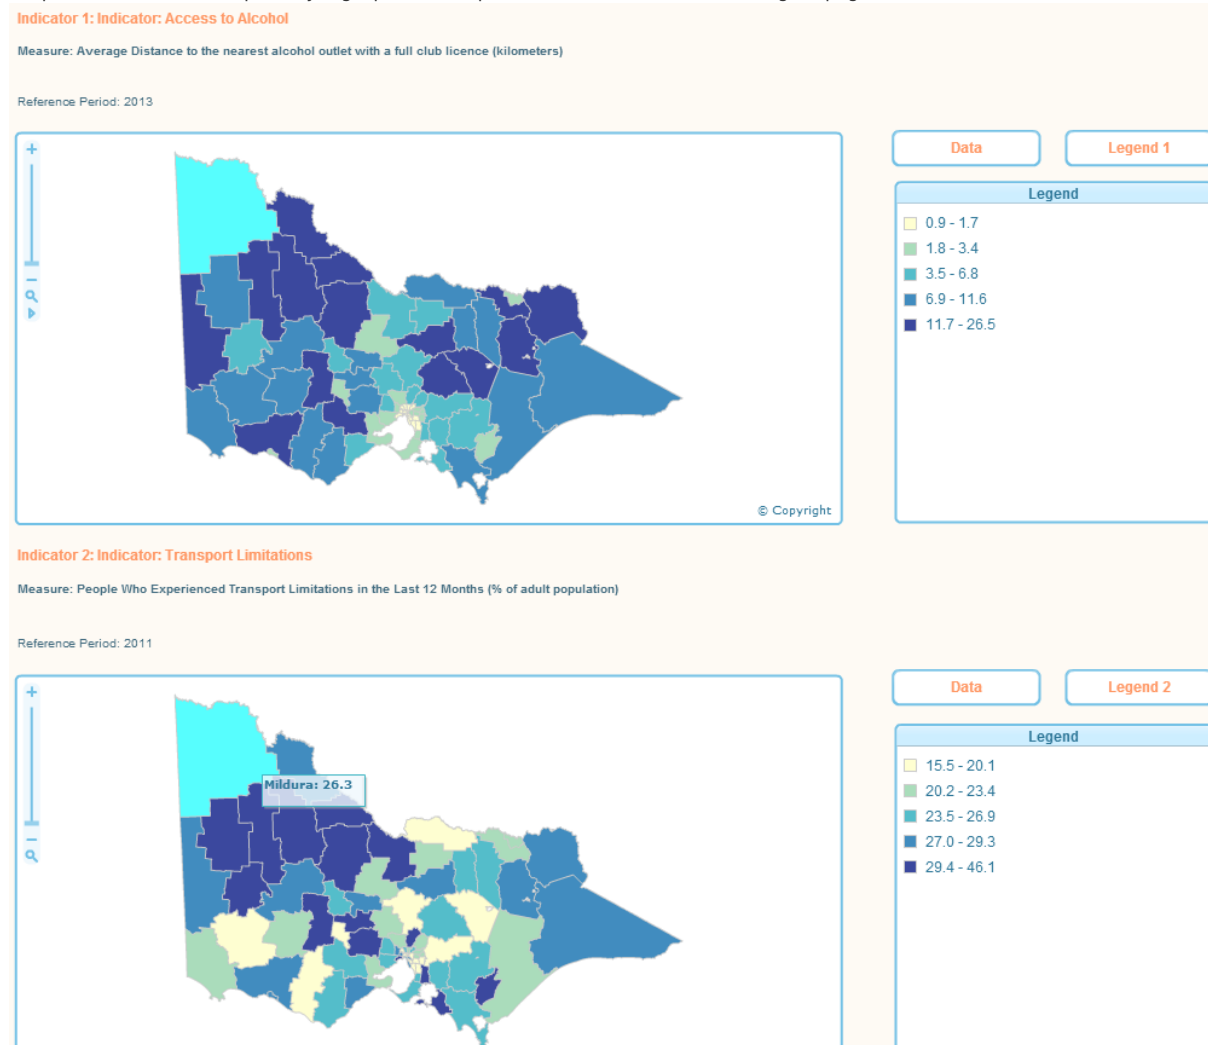 Indicator 1: Indicator: Access to Alcohol
Measure: Average Distance to the nearest alcohol outlet with a full club licence (kilometers)
Reference Period: 2013
+
Data
Legend 1
Legend
0.9 - 1.7
1.8 - 3.4
3.5 - 6.8
6.9 - 11.6
11.7 - 26.5
© Copyright
Indicator 2: Indicator: Transport Limitations
Measure: People Who Experienced Transport Limitations in the Last 12 Months (% of adult population)
Reference Period: 2011
+
Data
Legend 2
Legend
Mildura: 26.3
15.5 - 20.1
20.2 - 23.4
23.5 - 26.9
27.0 - 29.3
29.4 - 46.1